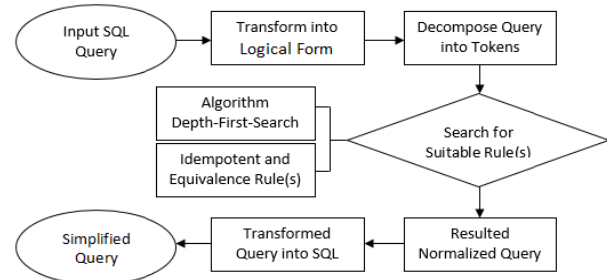 Input SQL
Query
Transform into
Logical Form
Decompose Query
into Tokens
Algorithm
Depth-First-Search
Idempotent and
Equivalence Rule(s)
Search for
Suitable Rule(s)
Simplified
Query
Transformed
Query into SQL
Resulted
Normalized Query